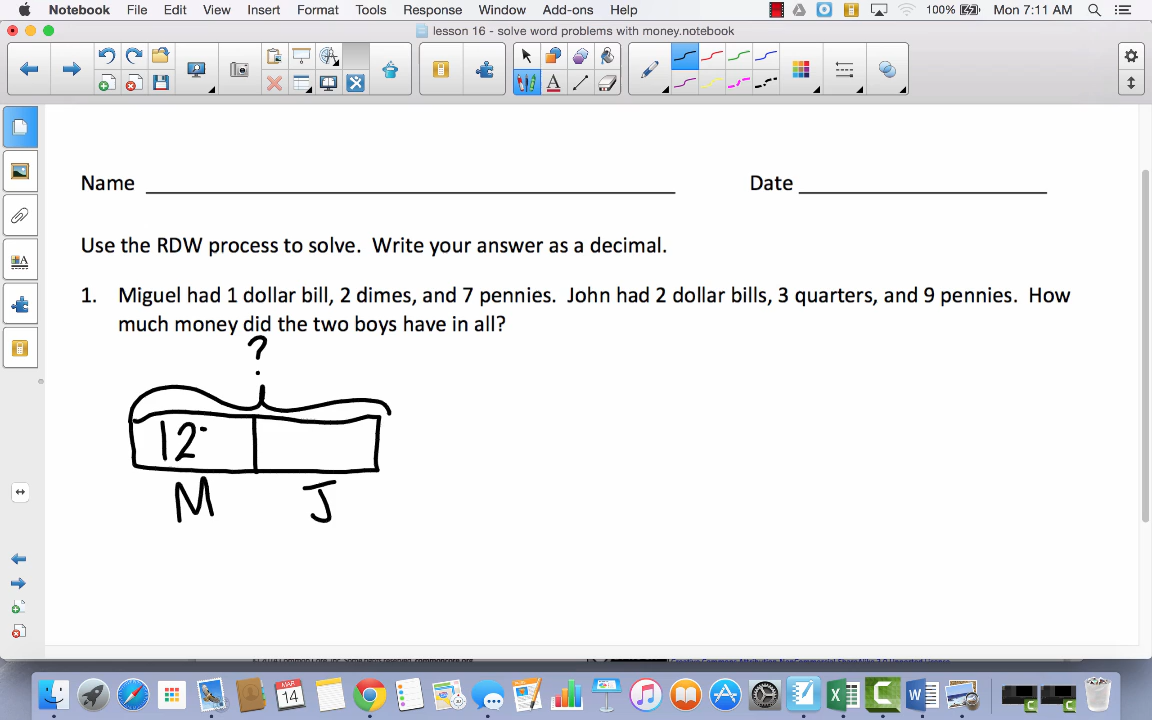 Notebook File Edit View Insert Format Tools Response Window Add-ons Help 100% Mon 7:11 AM
lesson 16 - solve word problems with money.notebook
Name Date
Use the RDW process to solve. Write your answer as a decimal.
1. Miguel had 1 dollar bill, 2 dimes, and 7 pennies. John had 2 dollar bills, 3 quarters, and 9 pennies. How
much money did the two boys have in all?
?
12
M J